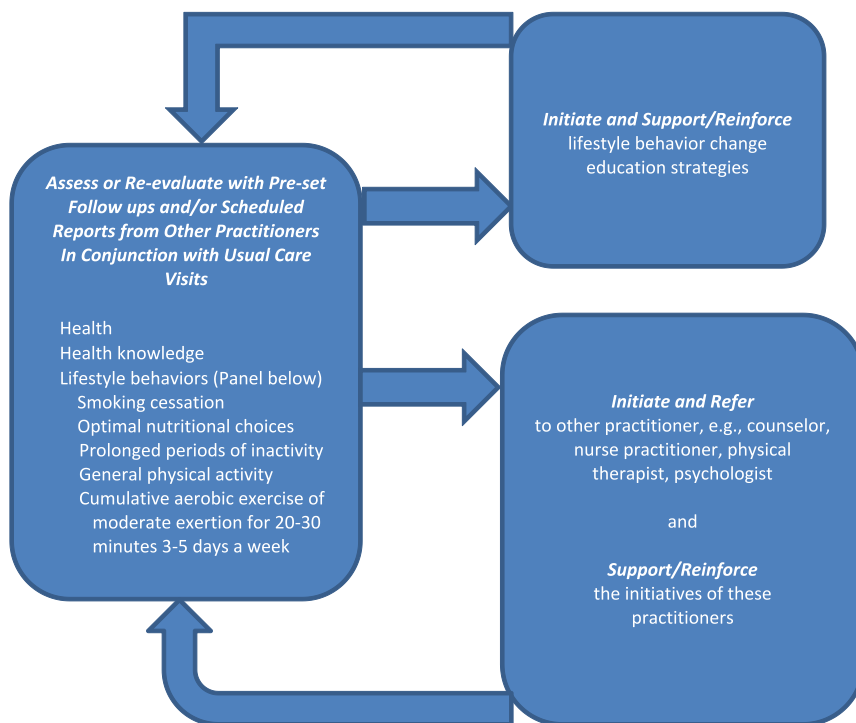 Assess or Re-evaluate with Pre-set
Follow ups and/or Scheduled
Reports from Other Practitioners
In Conjunction with Usual Care
Visits
Health
Health knowledge
Lifestyle behaviors (Panel below)
Smoking cessation
Optimal nutritional choices
Prolonged periods of inactivity
General physical activity
Cumulative aerobic exercise of
moderate exertion for 20-30
minutes 3-5 days a week
Initiate and Support/Reinforce
lifestyle behavior change
education strategies
Initiate and Refer
to other practitioner, e.g., counselor,
nurse practitioner, physical
therapist, psychologist
and
Support/Reinforce
the initiatives of these
practitioners